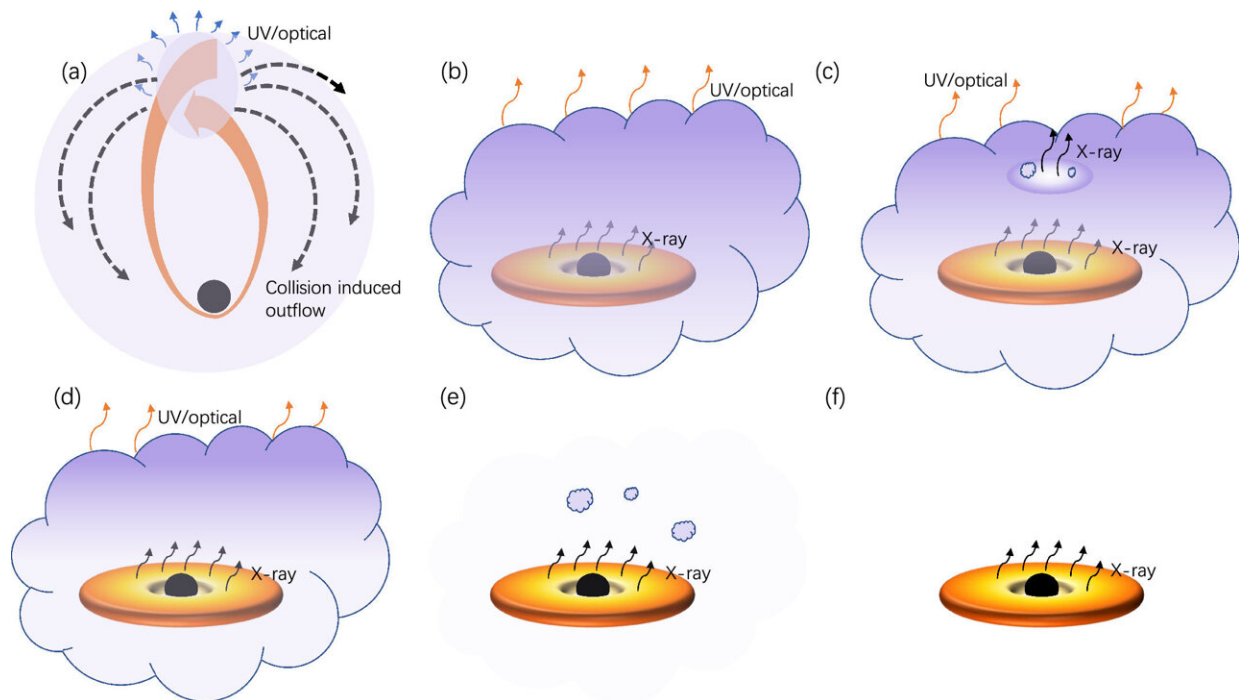 (a)
UV/optical
Collision induced
outflow
(b)
UV/optical
X-ray
(c)
UV/optical
X-ray
X-ray
(d)
UV/optical
X-ray
(e)
X-ray
(f)
X-ray